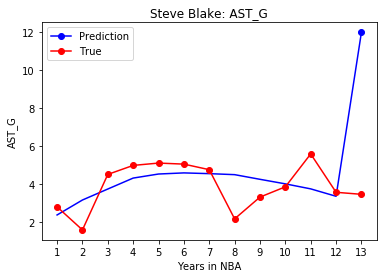 Steve Blake: AST_G
Prediction
True
12
10
8
6
4
2
AST_G
1 2 3 4 5 6 7 8 9 10 11 12 13
Years in NBA